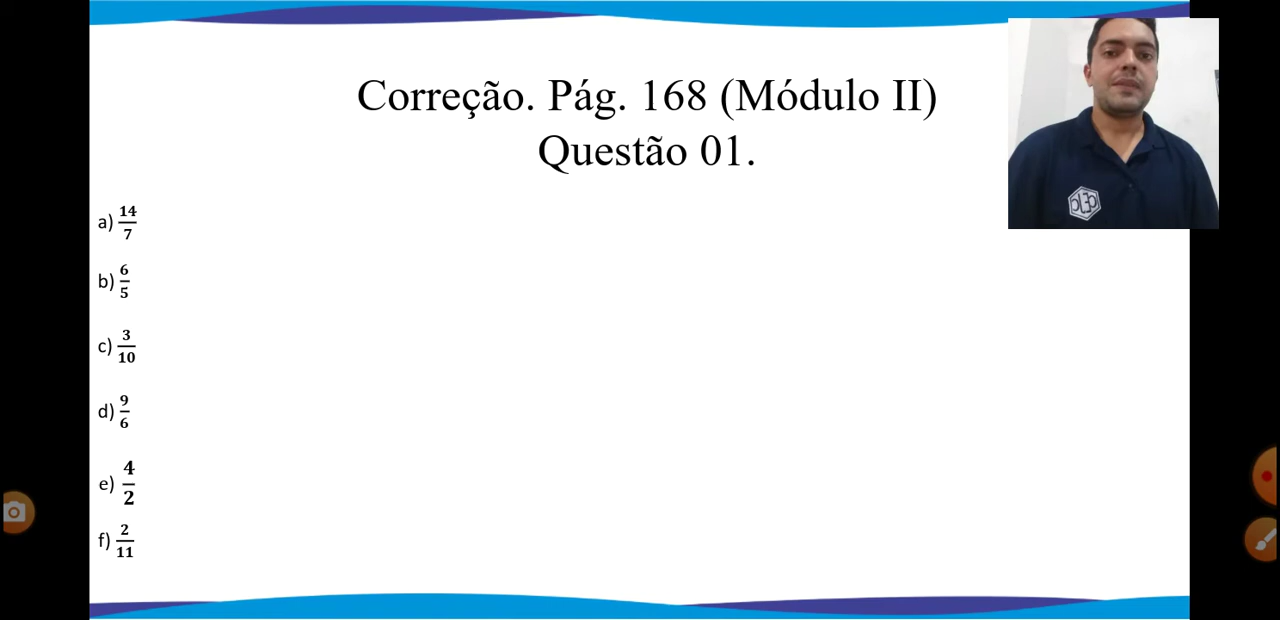 Correção. Pág. 168 (Módulo II)
Questão 01.
a) 14/7
b) 6/5
c) 3/10
d) 9/6
e) 4/2
f) 2/11